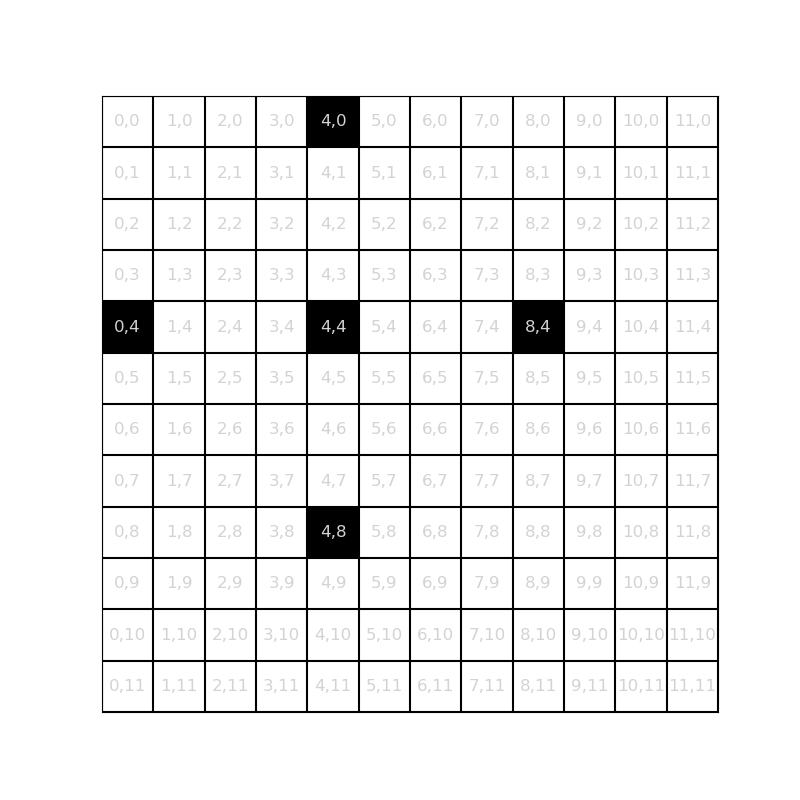 0,0 1,0 2,0 3,0 4,0 5,0 6,0 7,0 8,0 9,0 10,0 11,0
0,1 1,1 2,1 3,1 4,1 5,1 6,1 7,1 8,1 9,1 10,1 11,1
0,2 1,2 2,2 3,2 4,2 5,2 6,2 7,2 8,2 9,2 10,2 11,2
0,3 1,3 2,3 3,3 4,3 5,3 6,3 7,3 8,3 9,3 10,3 11,3
0,4 1,4 2,4 3,4 4,4 5,4 6,4 7,4 8,4 9,4 10,4 11,4
0,5 1,5 2,5 3,5 4,5 5,5 6,5 7,5 8,5 9,5 10,5 11,5
0,6 1,6 2,6 3,6 4,6 5,6 6,6 7,6 8,6 9,6 10,6 11,6
0,7 1,7 2,7 3,7 4,7 5,7 6,7 7,7 8,7 9,7 10,7 11,7
0,8 1,8 2,8 3,8 4,8 5,8 6,8 7,8 8,8 9,8 10,8 11,8
0,9 1,9 2,9 3,9 4,9 5,9 6,9 7,9 8,9 9,9 10,9 11,9
0,10 1,10 2,10 3,10 4,10 5,10 6,10 7,10 8,10 9,10 10,10 11,10
0,11 1,11 2,11 3,11 4,11 5,11 6,11 7,11 8,11 9,11 10,11 11,11